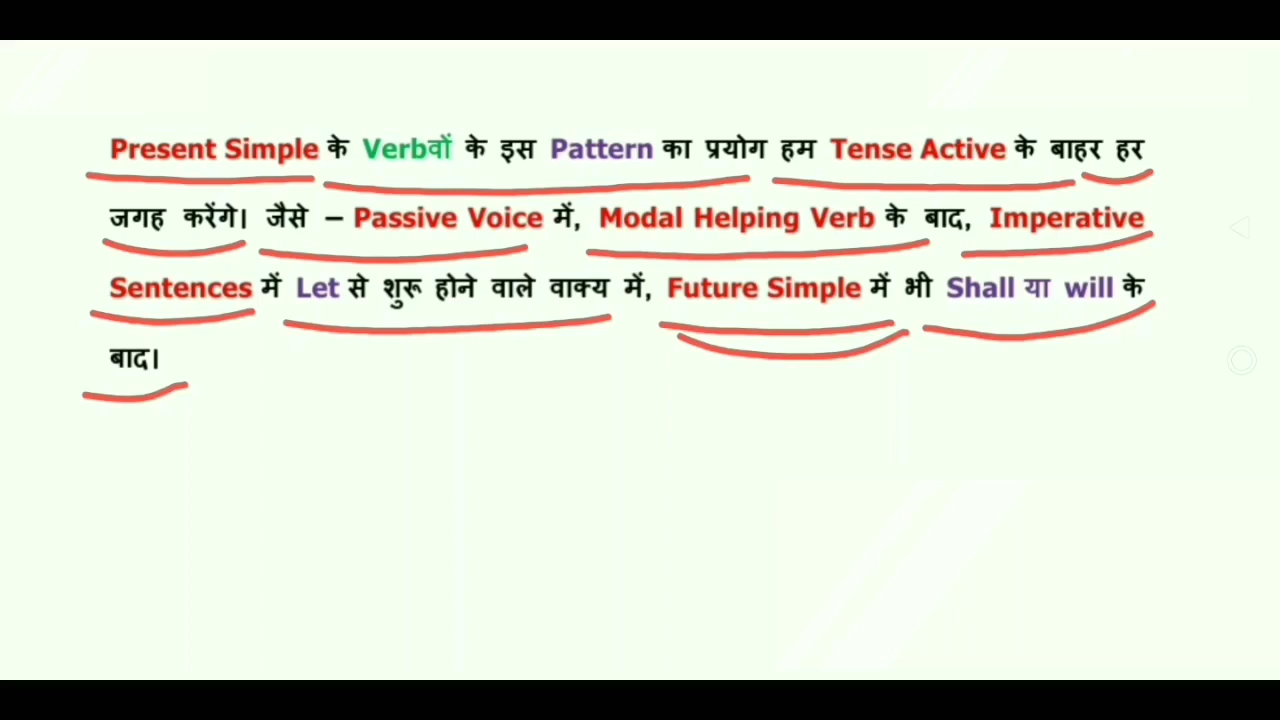 Present Simple के Verbवों के इस Pattern का प्रयोग हम Tense Active के बाहर हर
जगह करेंगे। जैसे – Passive Voice में, Modal Helping Verb के बाद, Imperative
Sentences में Let से शुरू होने वाले वाक्य में, Future Simple में भी Shall या will के
बाद।